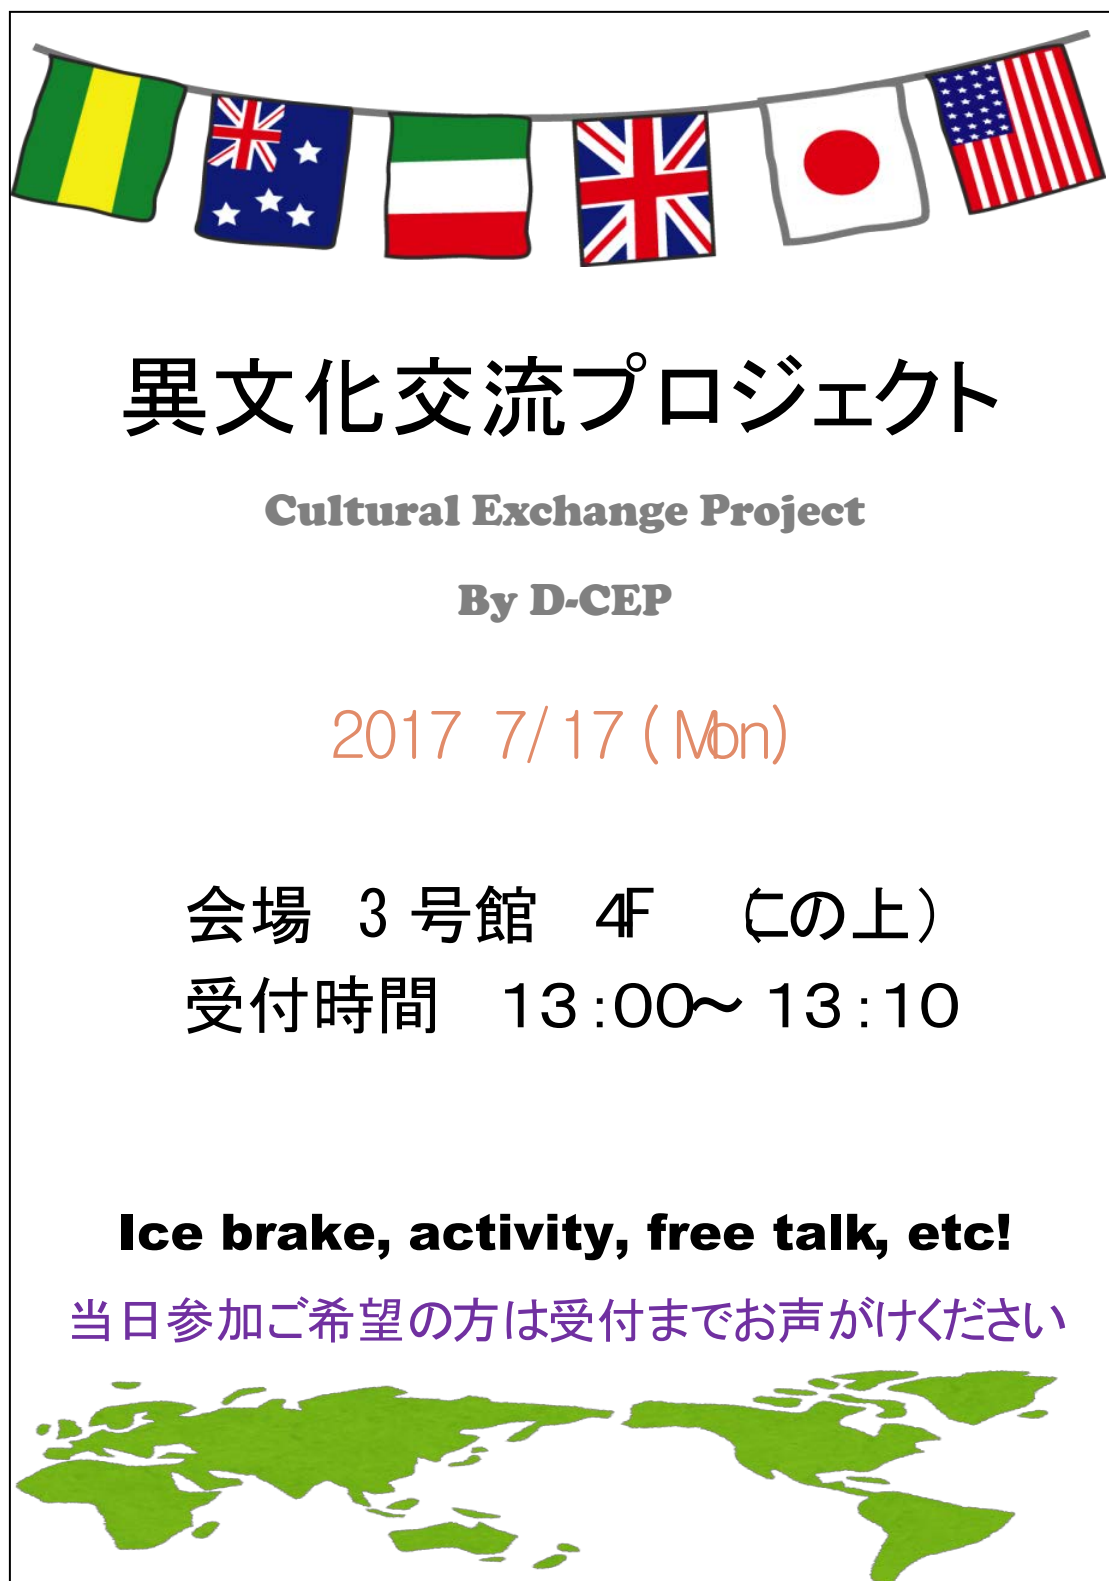 異文化交流プロジェクト
Cultural Exchange Project
By D-CEP
2017 7/17 (Mon)
会場 3号館 4F (この上)
受付時間 13:00~13:10
Ice brake, activity, free talk, etc!
当日参加ご希望の方は受付までお声がけください